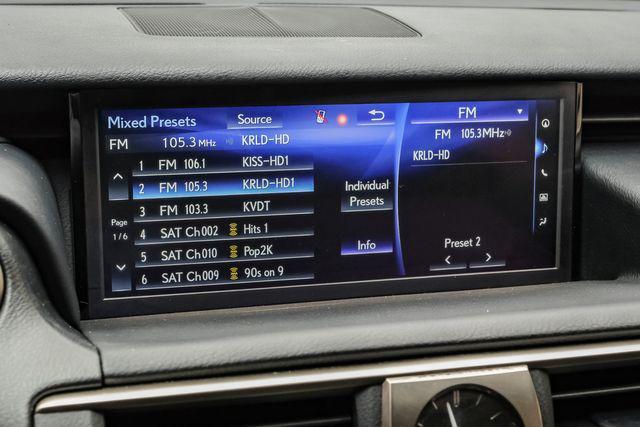 Mixed Presets Source
FM 105.3 MHz KRLD-HD
1 FM 106.1 KISS-HD1
2 FM 105.3 KRLD-HD1
3 FM 103.3 KVDT
4 SAT Ch002 Hits 1
5 SAT Ch010 Pop2K
6 SAT Ch009 90s on 9
Page
1/6
Individual
Presets
Info
FM
FM 105.3MHz
KRLD-HD
Preset 2